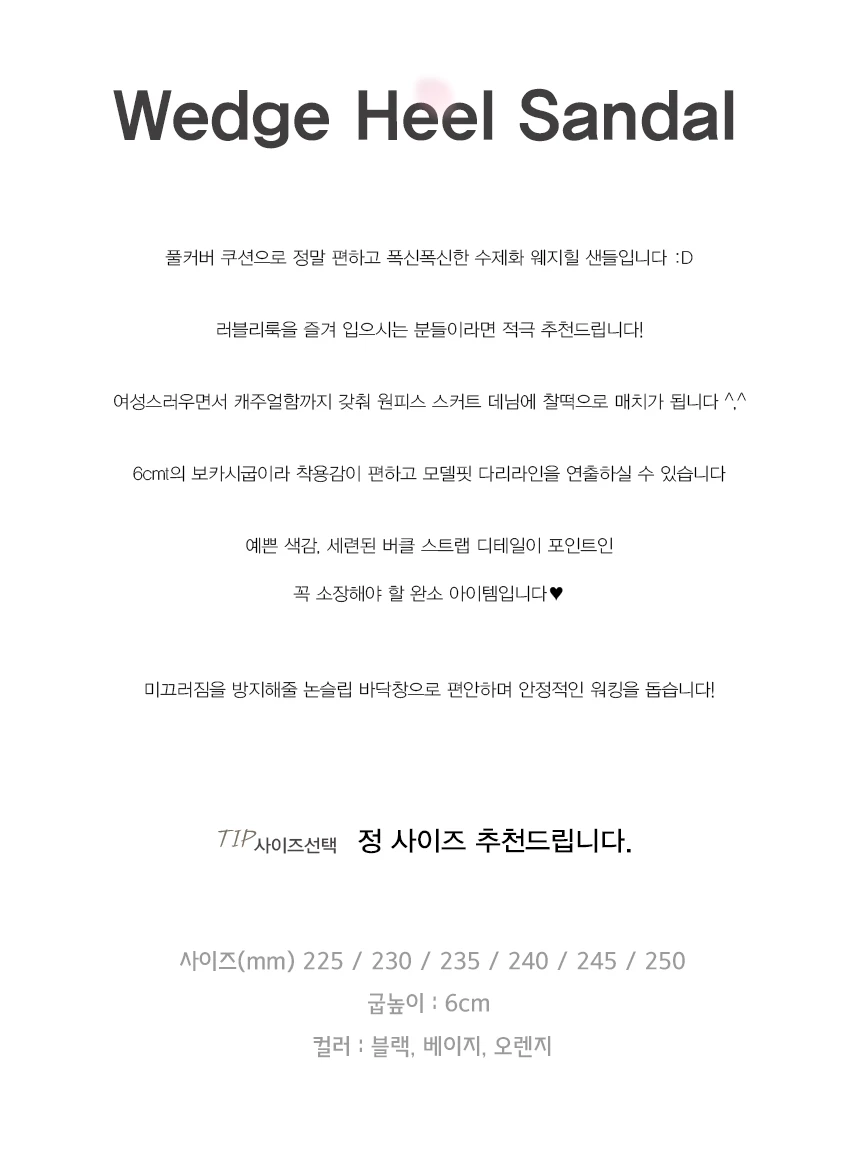 Wedge Heel Sandal
풀커버 쿠션으로 정말 편하고 폭신폭신한 수제화 웨지힐 샌들입니다 :D
러블리룩을 즐겨 입으시는 분들이라면 적극 추천드립니다!
여성스러우면서 캐주얼함까지 갖춰 원피스 스커트 데님에 찰떡으로 매치가 됩니다 ^.^
6cmt의 보카시굽이라 착용감이 편하고 모델핏 다리라인을 연출하실 수 있습니다
예쁜 색감, 세련된 버클 스트랩 디테일이 포인트인
꼭 소장해야 할 완소 아이템입니다♥
미끄러짐을 방지해줄 논슬립 바닥창으로 편안하며 안정적인 워킹을 돕습니다!
TIP사이즈선택 정 사이즈 추천드립니다.
사이즈(mm) 225 / 230 / 235 / 240 / 245 / 250
굽높이 : 6cm
컬러 : 블랙, 베이지, 오렌지